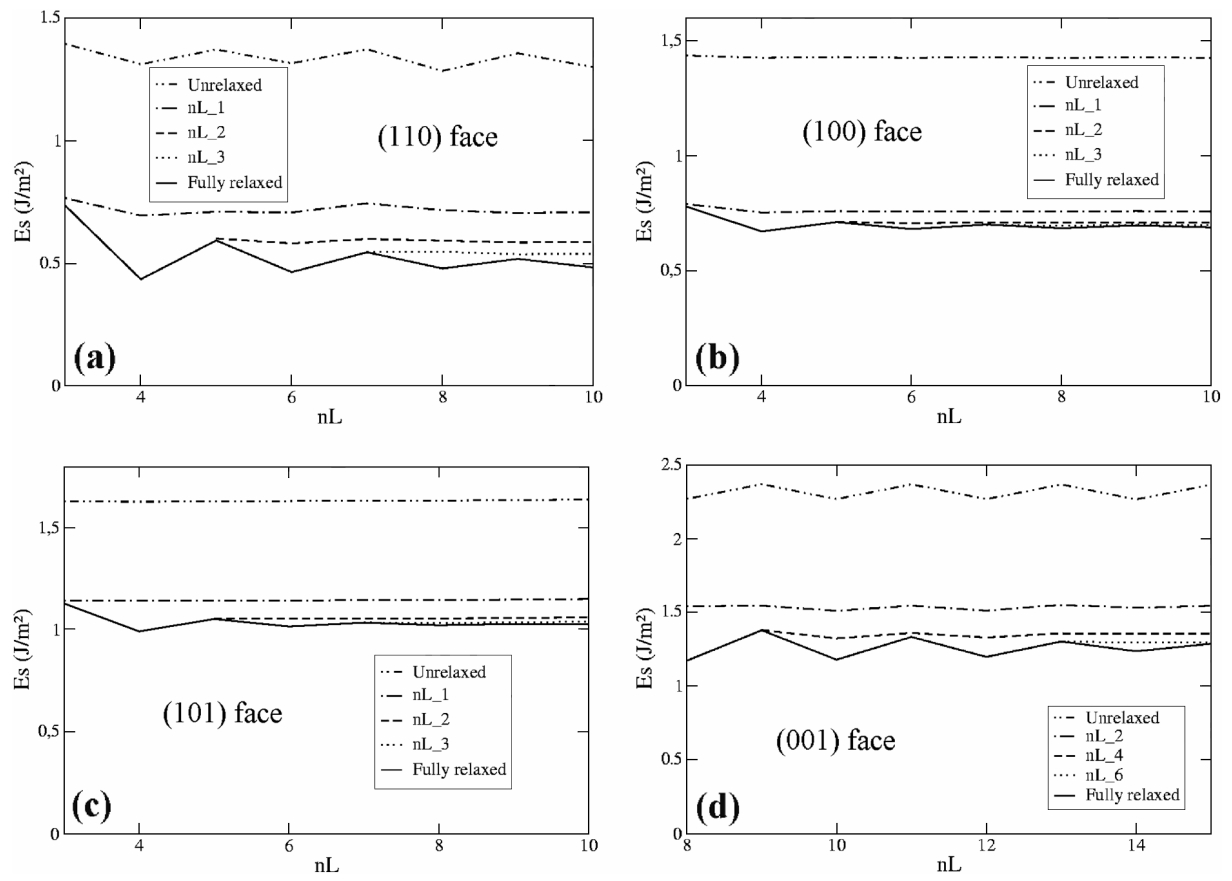 1.5
1
0.5
0
Es (J/m²)
Unrelaxed
nL_1
nL_2
nL_3
Fully relaxed
(110) face
(a)
4
6
8
10
nL
1,5
1
0,5
0
Es (J/m²)
Unrelaxed
nL_1
nL_2
nL_3
Fully relaxed
(100) face
(b)
4
6
8
10
nL
1,5
1
0,5
0
Es (J/m²)
Unrelaxed
nL_1
nL_2
nL_3
Fully relaxed
(101) face
(c)
4
6
8
10
nL
2.5
2
1.5
1
0.5
0
Es (J/m²)
Unrelaxed
nL_2
nL_4
nL_6
Fully relaxed
(001) face
(d)
8
10
12
14
nL